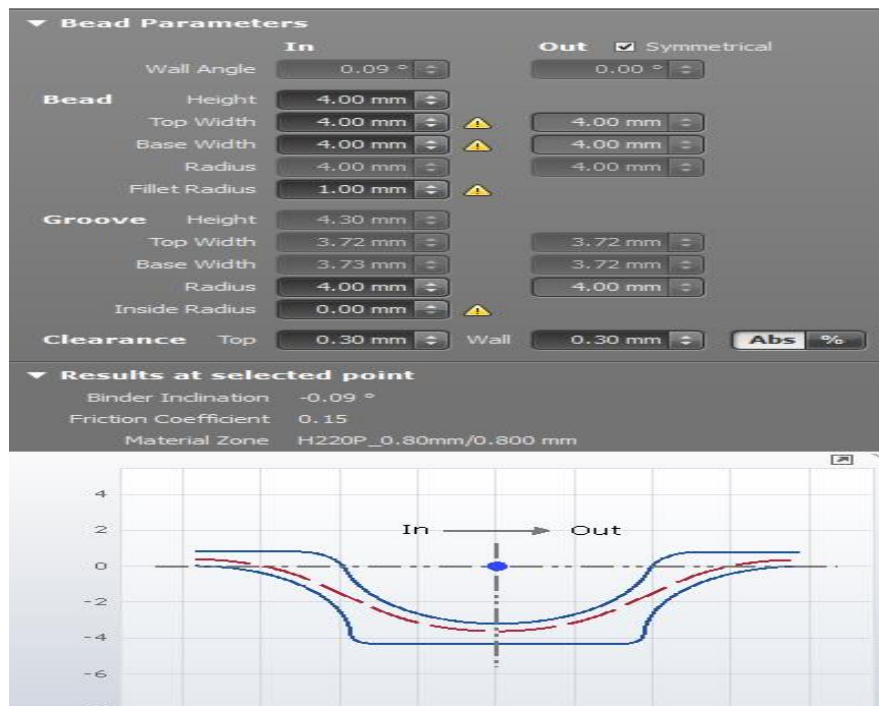 ▼ Bead Parameters
In Out ☑ Symmetrical
Wall Angle 0.09 ° 0.00 °
Bead Height 4.00 mm
Top Width 4.00 mm 4.00 mm
Base Width 4.00 mm 4.00 mm
Radius 4.00 mm 4.00 mm
Fillet Radius 1.00 mm
Groove Height 4.30 mm
Top Width 3.72 mm 3.72 mm
Base Width 3.73 mm 3.72 mm
Radius 4.00 mm 4.00 mm
Inside Radius 0.00 mm
Clearance Top 0.30 mm Wall 0.30 mm Abs %
▼ Results at selected point
Binder Inclination -0.09 °
Friction Coefficient 0.15
Material Zone H220P_0.80mm/0.800 mm
4
2
In Out
0
-2
-4
-6